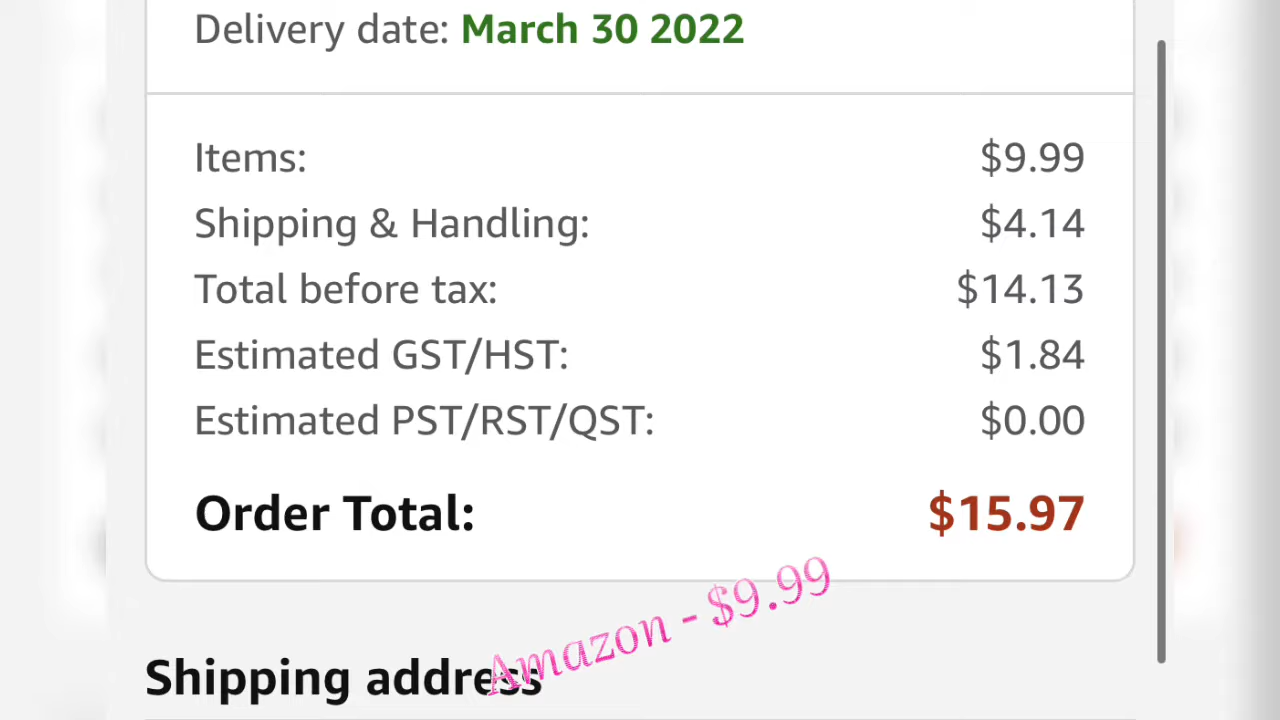 Delivery date: March 30 2022
Items: $9.99
Shipping & Handling: $4.14
Total before tax: $14.13
Estimated GST/HST: $1.84
Estimated PST/RST/QST: $0.00
Order Total: $15.97
Amazon - $9.99
Shipping address